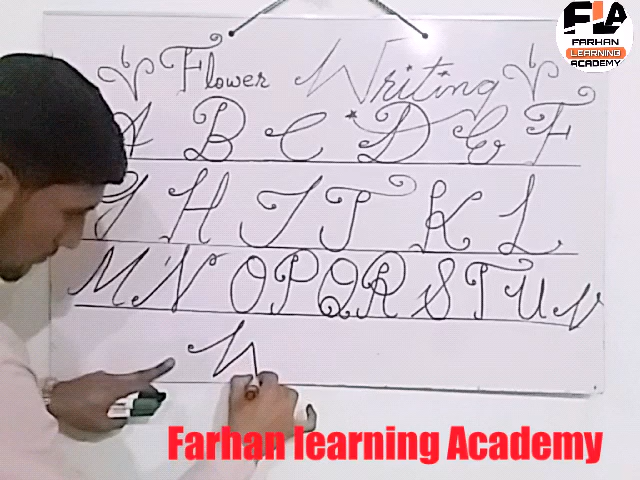 FLA
FARHAN
LEARNING
ACADEMY
Flower Writing
A B C D E F
G H I J K L
M N O P Q R S T U V
W
Farhan learning Academy